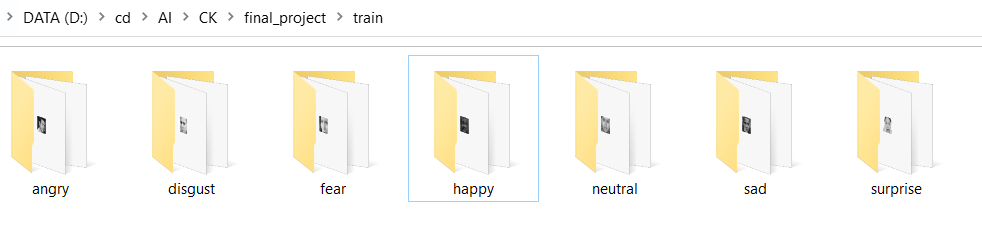 > DATA (D:) > cd > AI > CK > final_project > train
angry disgust fear happy neutral sad surprise